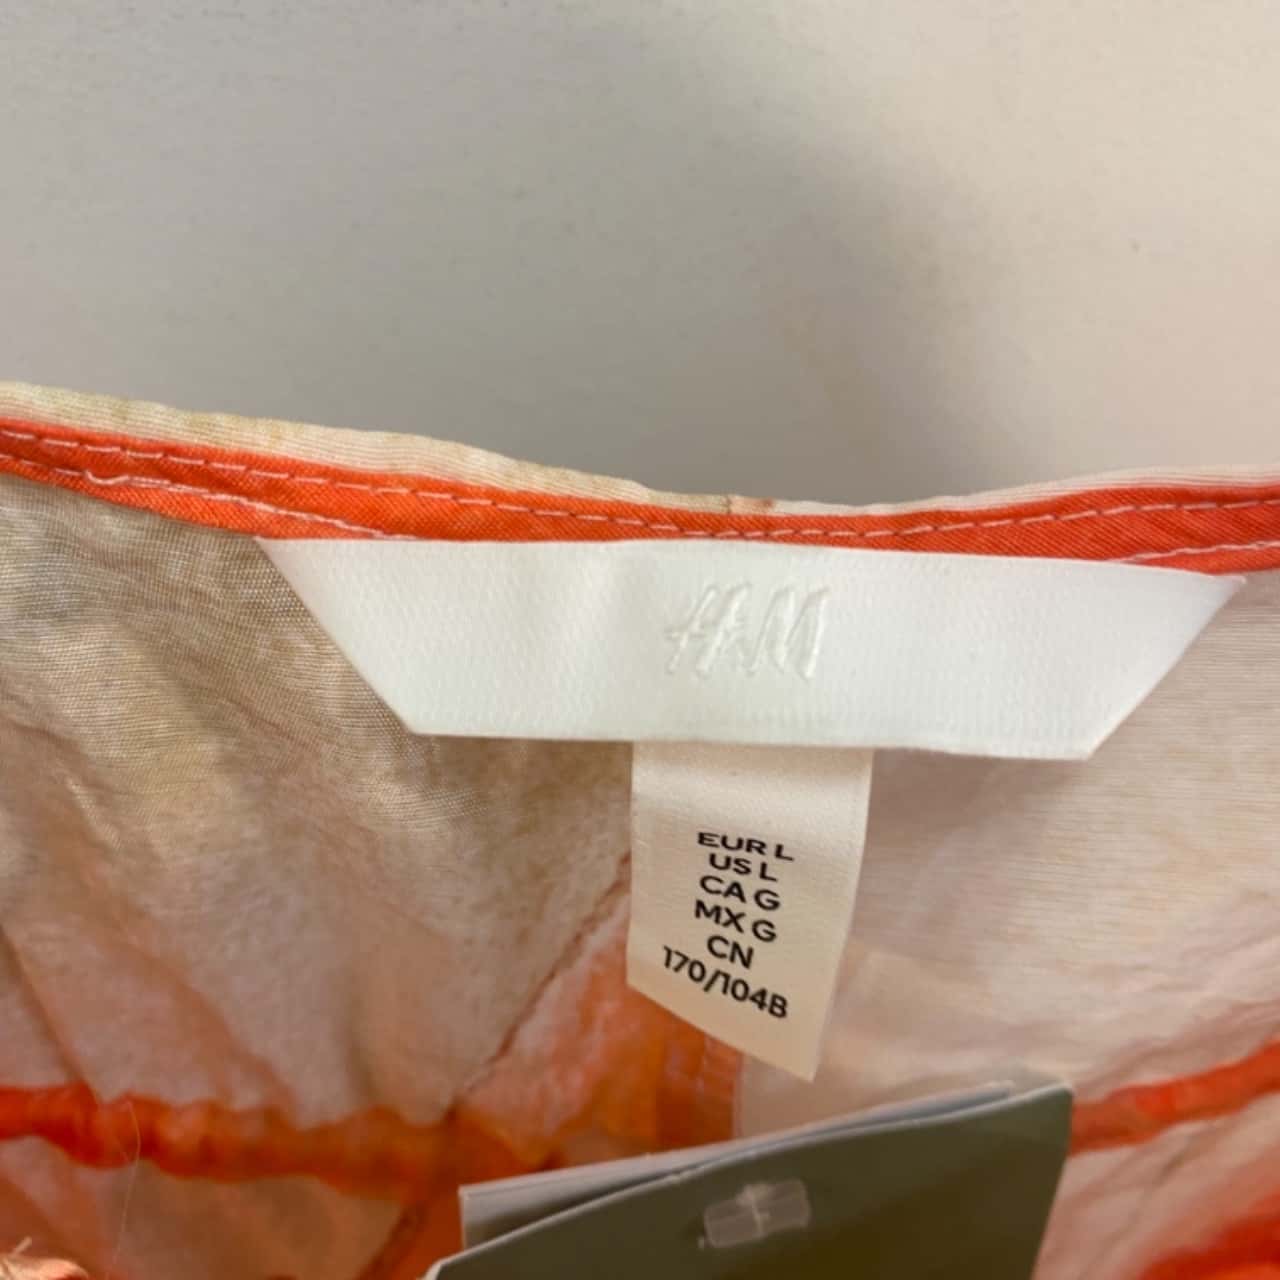 H&M
EUR L
US L
CA G
MX G
CN
170/104B